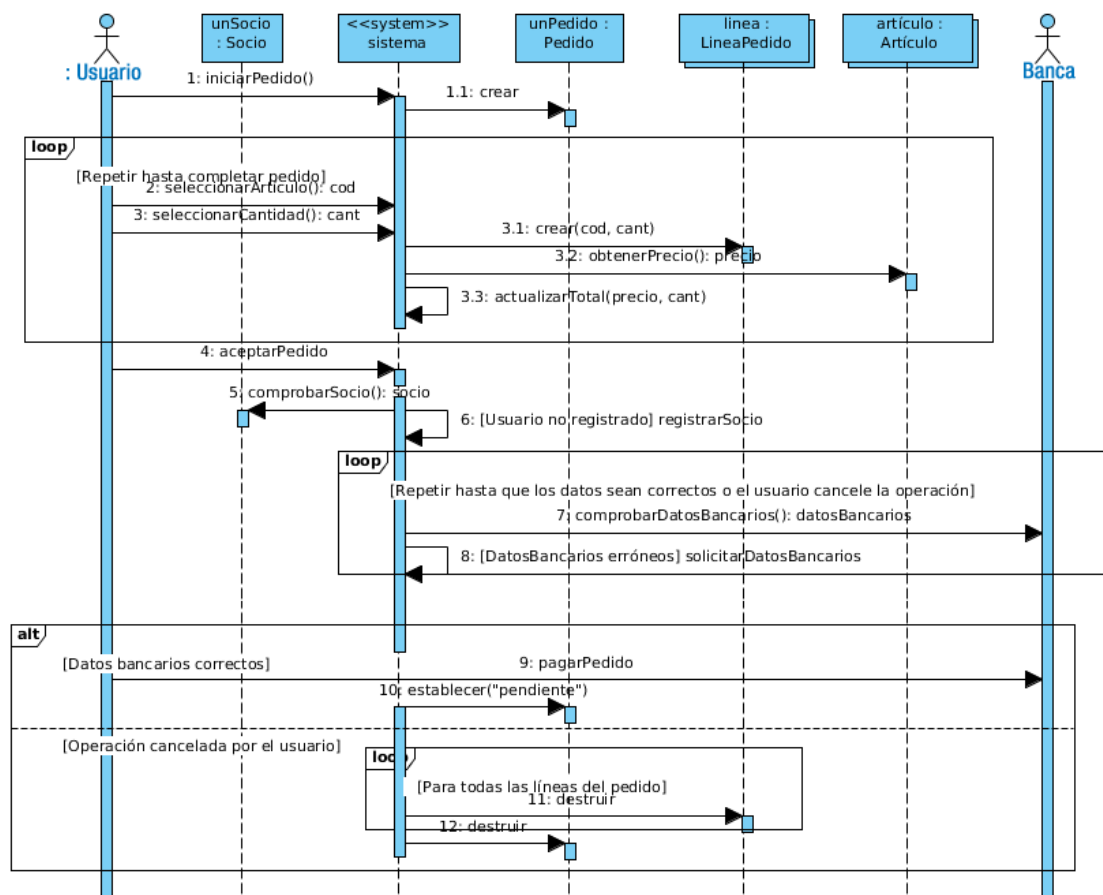 unSocio
: Socio
<<system>>
sistema
unPedido :
Pedido
linea :
LineaPedido
artículo :
Artículo
: Usuario
Banca
1: iniciarPedido()
1.1: crear
loop
[Repetir hasta completar pedido]
2: seleccionarArticulo(): cod
3: seleccionarCantidad(): cant
3.1: crear(cod, cant)
3.2: obtenerPrecio(): precio
3.3: actualizarTotal(precio, cant)
4: aceptarPedido
5: comprobarSocio(): socio
6: [Usuario no registrado] registrarSocio
loop
[Repetir hasta que los datos sean correctos o el usuario cancele la operación]
7: comprobarDatosBancarios(): datosBancarios
8: [DatosBancarios erróneos] solicitarDatosBancarios
alt
[Datos bancarios correctos]
9: pagarPedido
10: establecer("pendiente")
[Operación cancelada por el usuario]
loop
[Para todas las líneas del pedido]
11: destruir
12: destruir